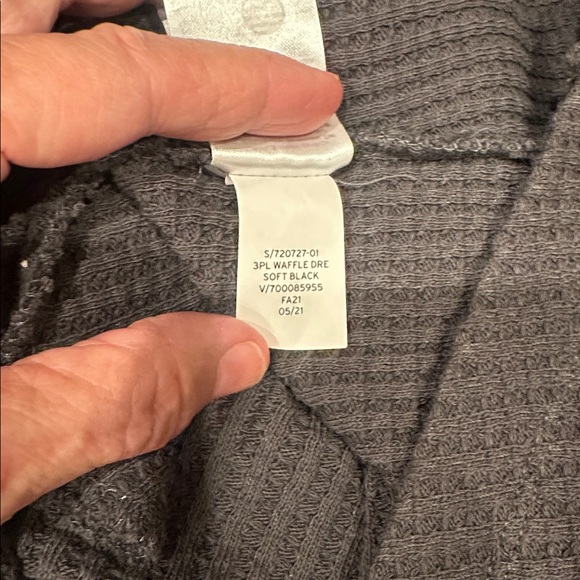 S/720727-01
3PL WAFFLE DRE
SOFT BLACK
V/700085955
FA21
05/21